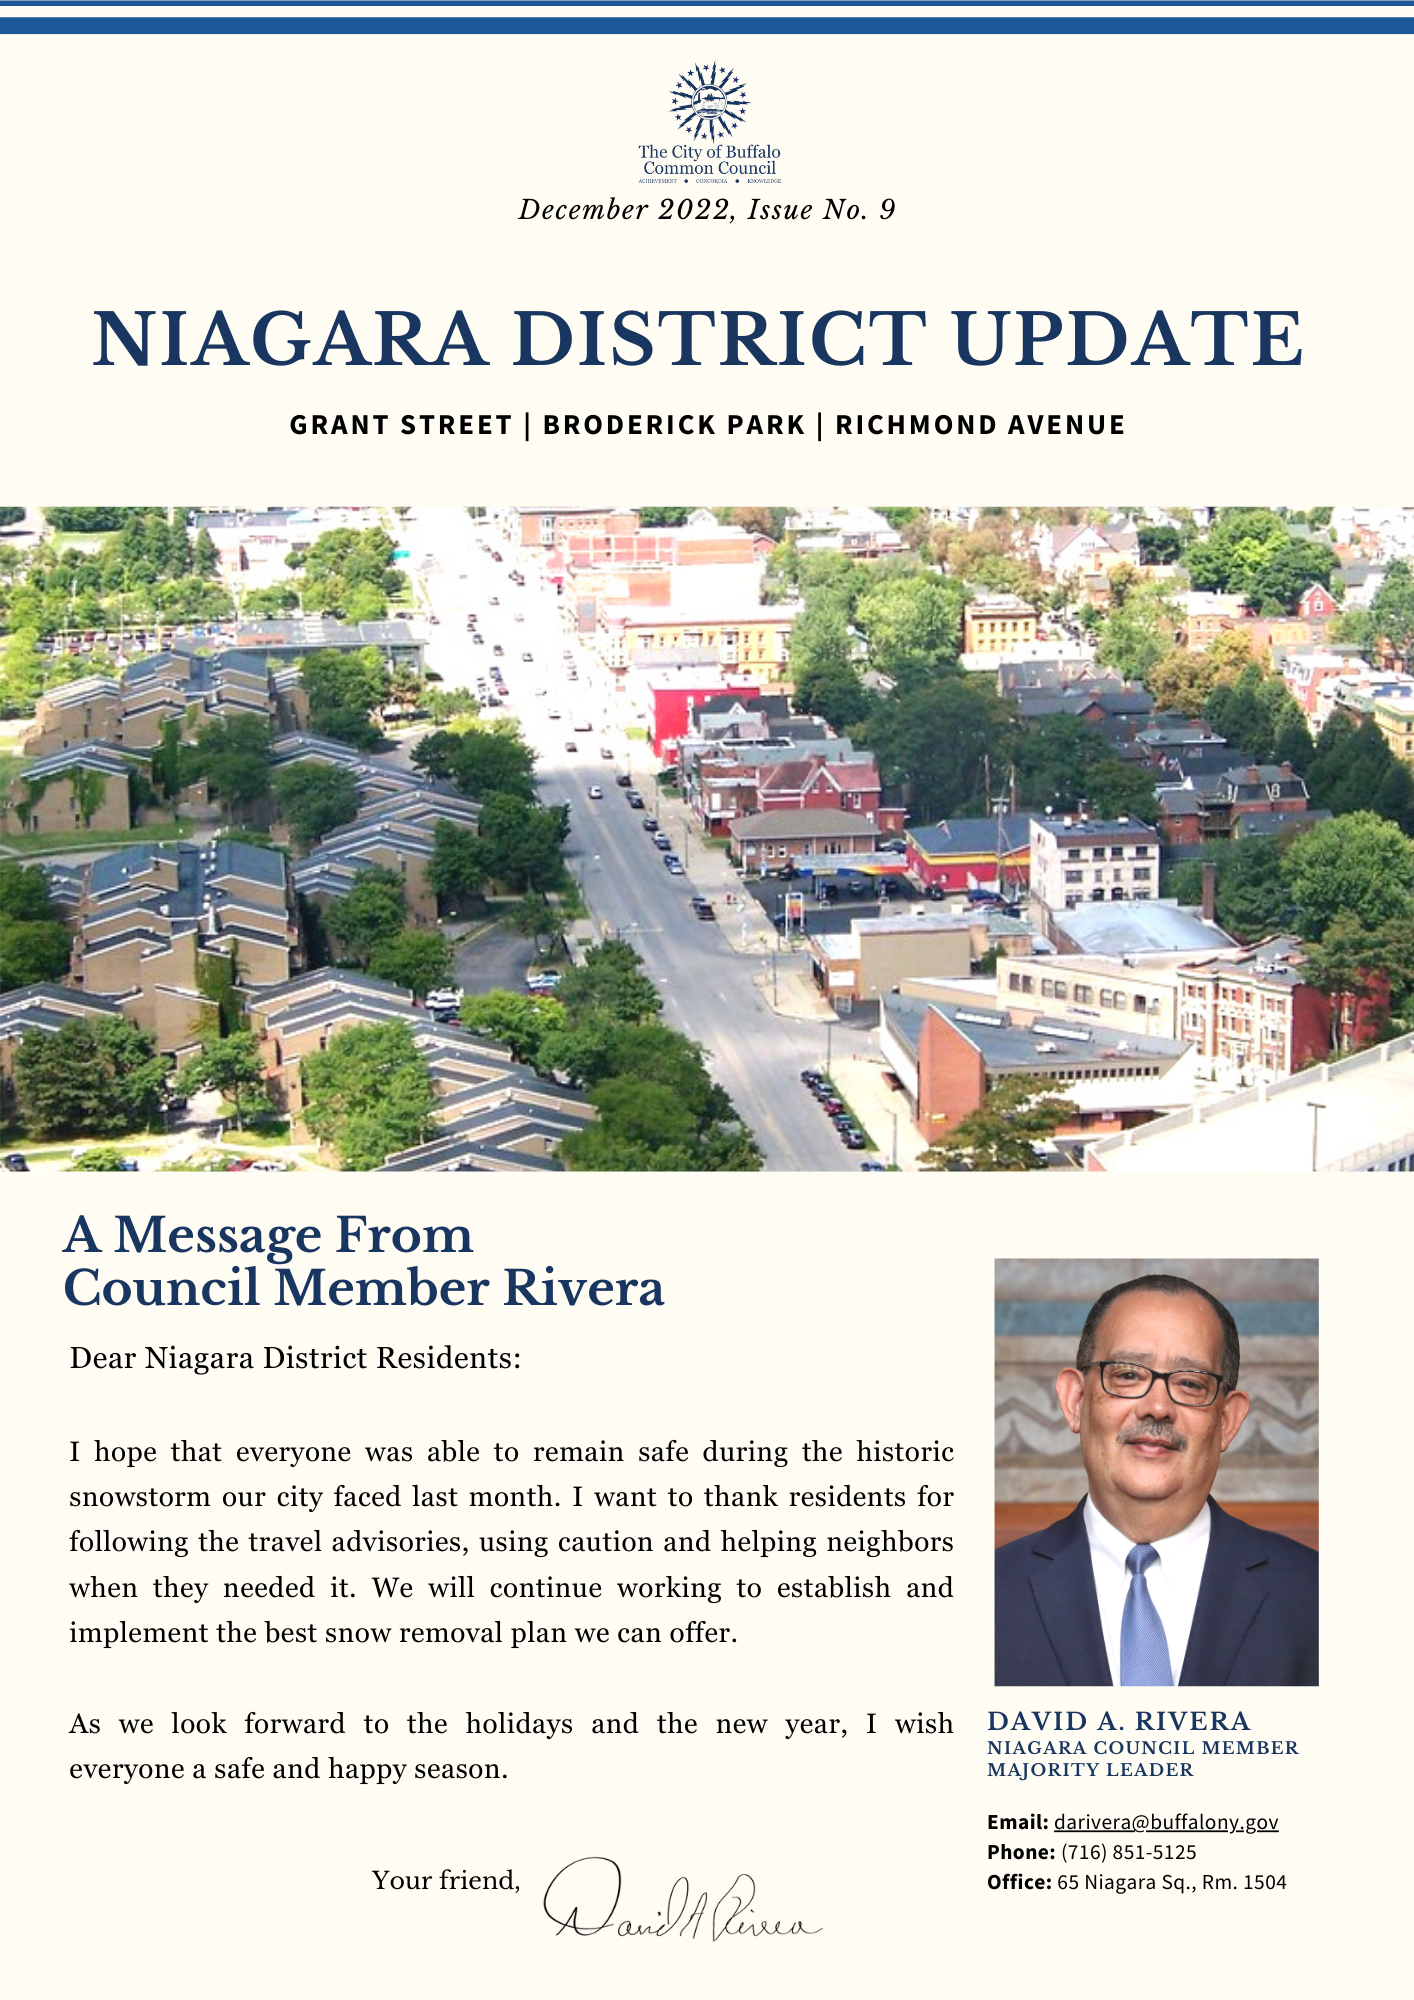 The City of Buffalo
Common Council
ACHIEVEMENT • CONCORDIA • KNOWLEDGE
December 2022, Issue No. 9
NIAGARA DISTRICT UPDATE
GRANT STREET | BRODERICK PARK | RICHMOND AVENUE
A Message From
Council Member Rivera
Dear Niagara District Residents:
I hope that everyone was able to remain safe during the historic
snowstorm our city faced last month. I want to thank residents for
following the travel advisories, using caution and helping neighbors
when they needed it. We will continue working to establish and
implement the best snow removal plan we can offer.
As we look forward to the holidays and the new year, I wish
everyone a safe and happy season.
Your friend,
David A Rivera
DAVID A. RIVERA
NIAGARA COUNCIL MEMBER
MAJORITY LEADER
Email: darivera@buffalony.gov
Phone: (716) 851-5125
Office: 65 Niagara Sq., Rm. 1504